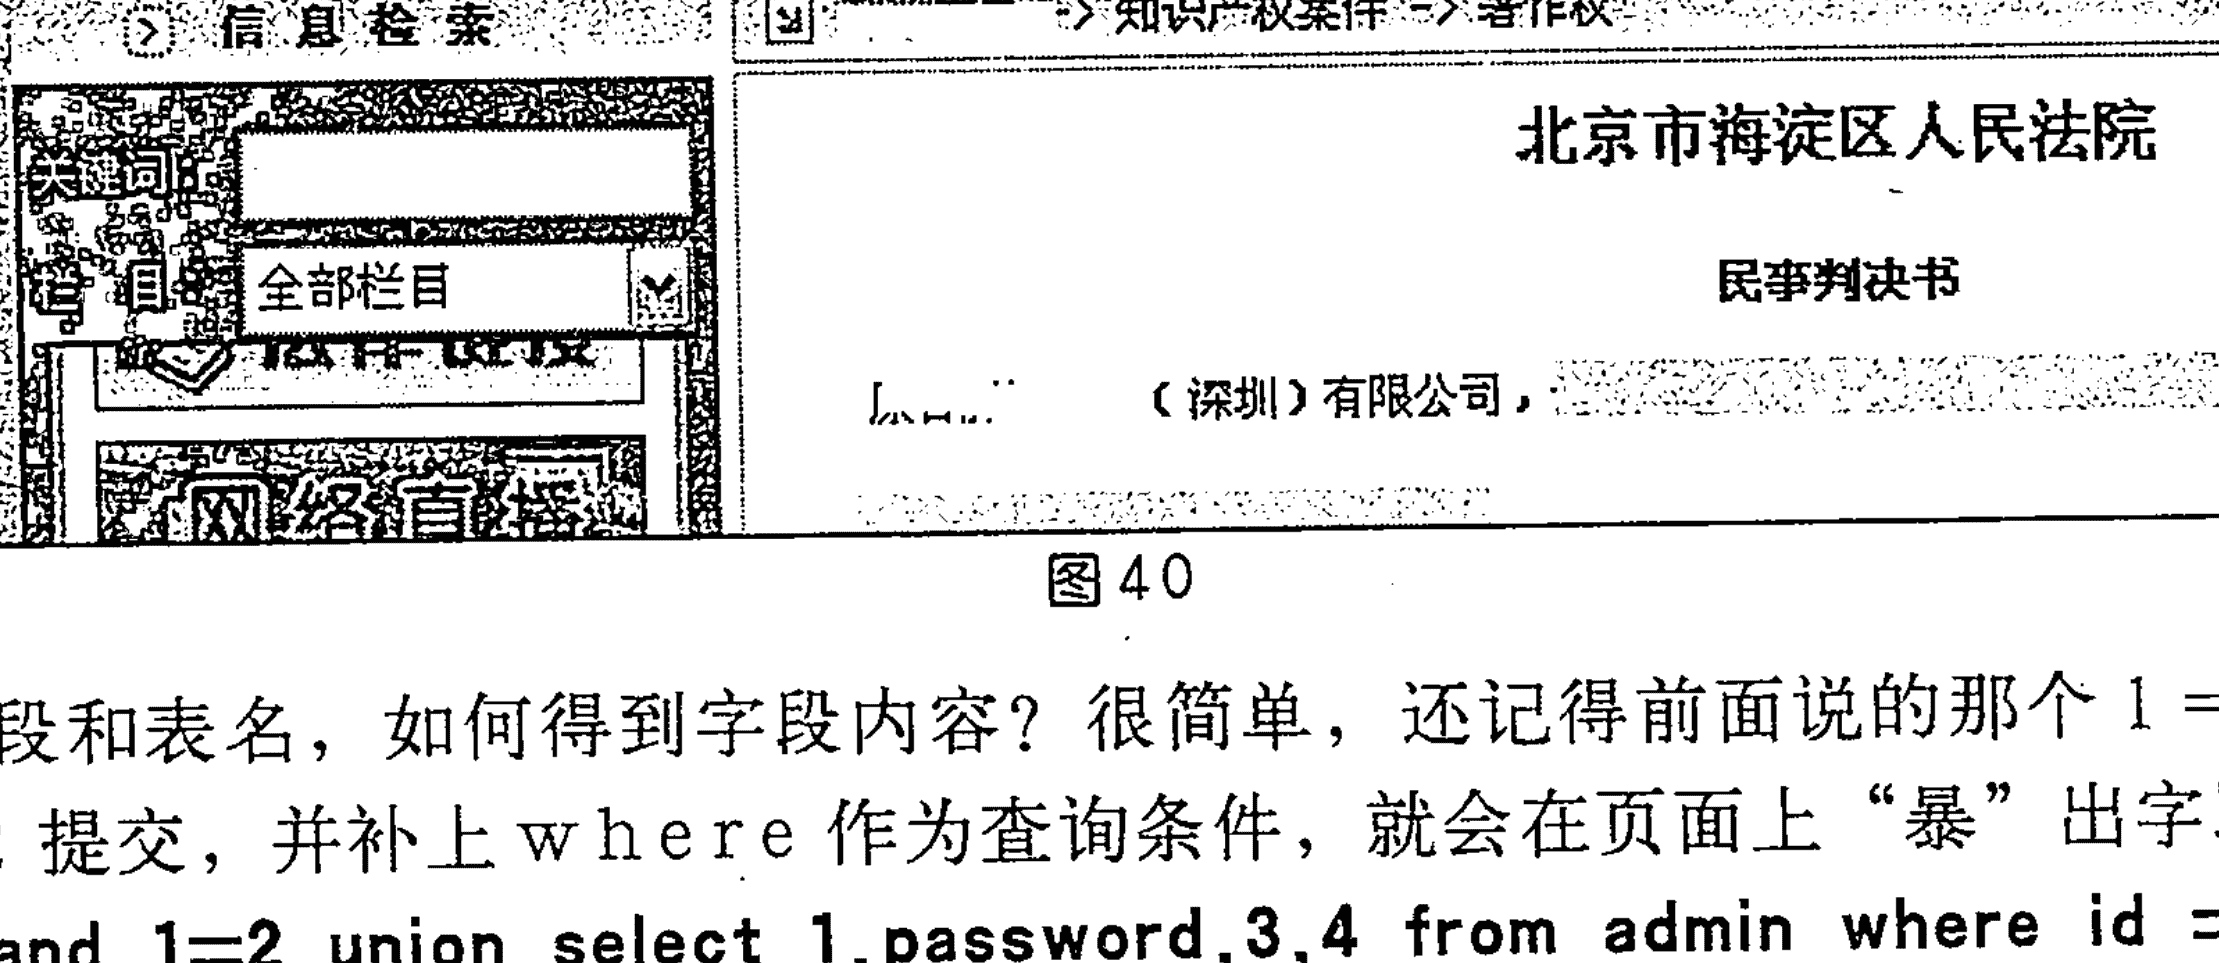 信息检索
-> 知识产权案件 -> 著作权
北京市海淀区人民法院
关键词
民事判决书
栏 目 全部栏目
(深圳)有限公司,
网络直播
图40
段和表名,如何得到字段内容?很简单,还记得前面说的那个1=
提交,并补上where作为查询条件,就会在页面上“暴”出字
and 1=2 union select 1,password,3,4 from admin where id =